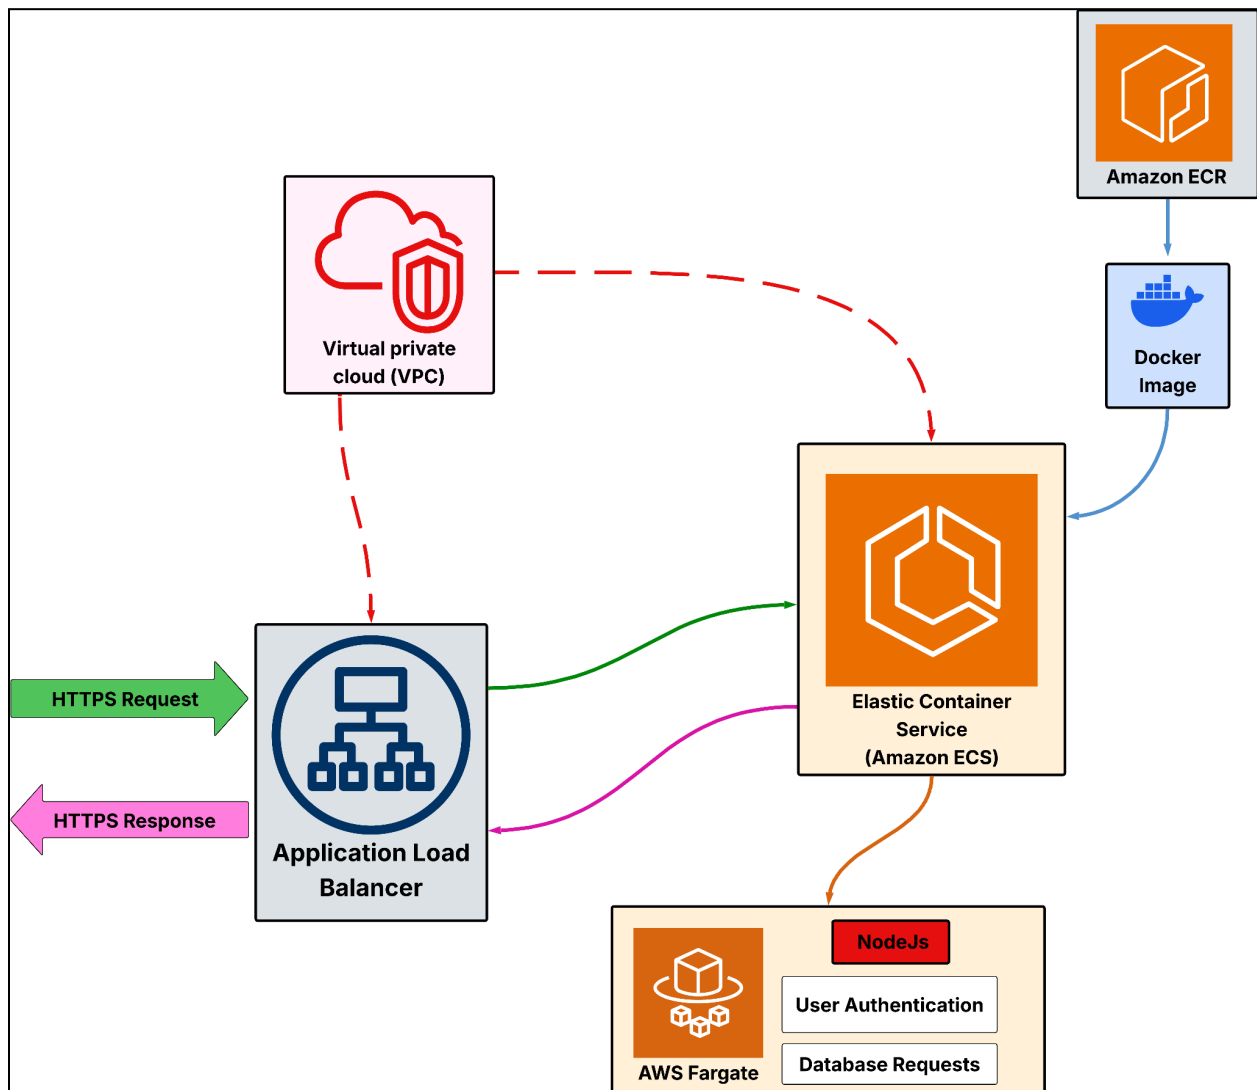 Amazon ECR
Virtual private
cloud (VPC)
Docker
Image
HTTPS Request
HTTPS Response
Application Load
Balancer
Elastic Container
Service
(Amazon ECS)
NodeJs
User Authentication
Database Requests
AWS Fargate